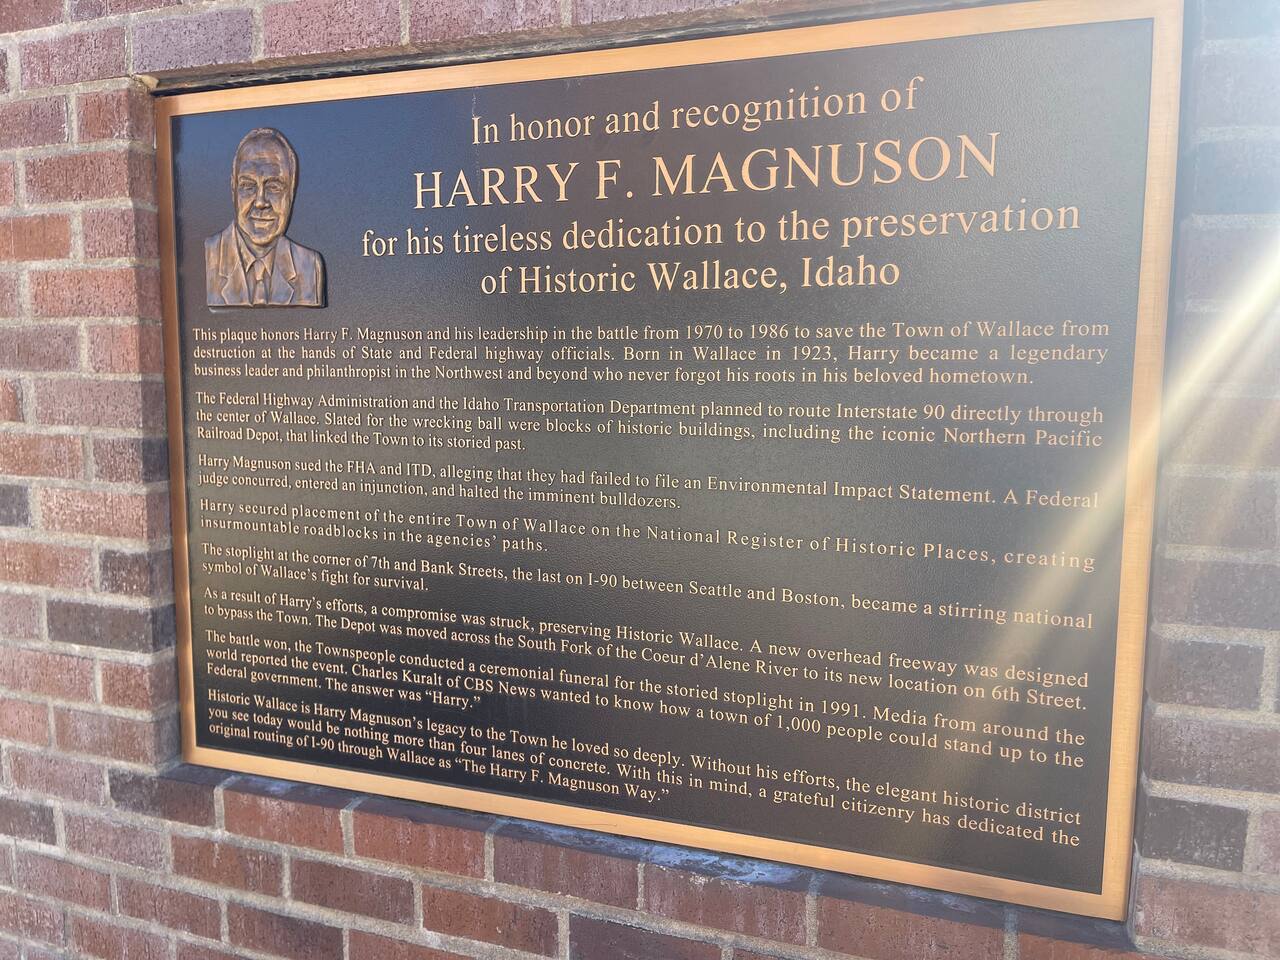 In honor and recognition of
HARRY F. MAGNUSON
for his tireless dedication to the preservation
of Historic Wallace, Idaho
This plaque honors Harry F. Magnuson and his leadership in the battle from 1970 to 1986 to save the Town of Wallace from
destruction at the hands of State and Federal highway officials. Born in Wallace in 1923, Harry became a legendary
business leader and philanthropist in the Northwest and beyond who never forgot his roots in his beloved hometown.
The Federal Highway Administration and the Idaho Transportation Department planned to route Interstate 90 directly through
the center of Wallace. Slated for the wrecking ball were blocks of historic buildings, including the iconic Northern Pacific
Railroad Depot, that linked the Town to its storied past.
Harry Magnuson sued the FHA and ITD, alleging that they had failed to file an Environmental Impact Statement. A Federal
judge concurred, entered an injunction, and halted the imminent bulldozers.
Harry secured placement of the entire Town of Wallace on the National Register of Historic Places, creating
insurmountable roadblocks in the agencies' paths.
The stoplight at the corner of 7th and Bank Streets, the last on I-90 between Seattle and Boston, became a stirring national
symbol of Wallace's fight for survival.
As a result of Harry's efforts, a compromise was struck, preserving Historic Wallace. A new overhead freeway was designed
to bypass the Town. The Depot was moved across the South Fork of the Coeur d'Alene River to its new location on 6th Street.
The battle won, the Townspeople conducted a ceremonial funeral for the storied stoplight in 1991. Media from around the
world reported the event. Charles Kuralt of CBS News wanted to know how a town of 1,000 people could stand up to the
Federal government. The answer was "Harry."
Historic Wallace is Harry Magnuson's legacy to the Town he loved so deeply. Without his efforts, the elegant historic district
you see today would be nothing more than four lanes of concrete. With this in mind, a grateful citizenry has dedicated the
original routing of I-90 through Wallace as "The Harry F. Magnuson Way."